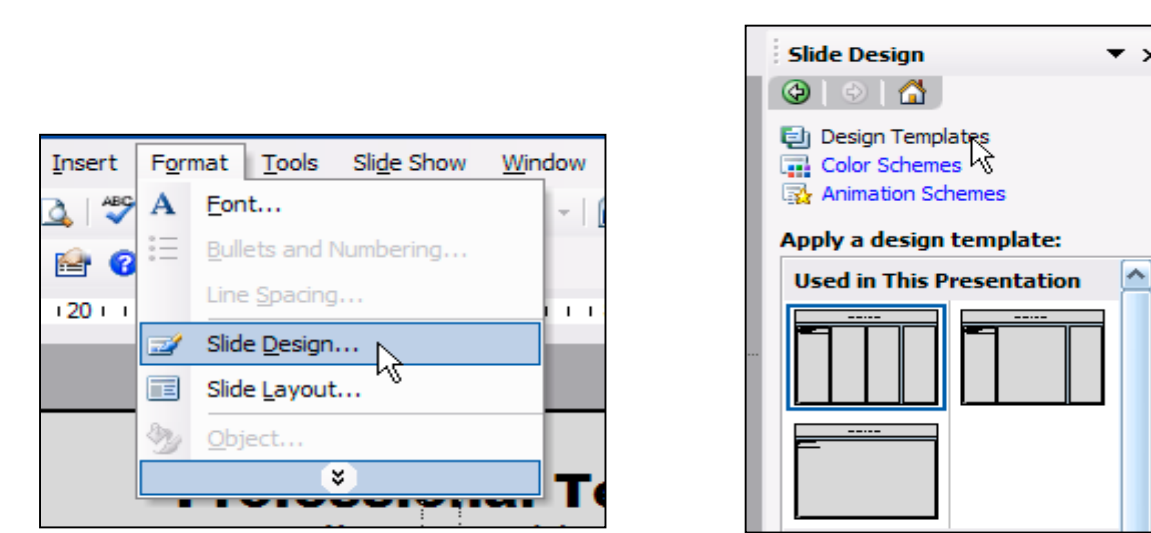 Insert Format Tools Slide Show Window
ABC
Font...
Bullets and Numbering...
20
Line Spacing...
Slide Design...
Slide Layout...
Object...
Slide Design
Design Templates
Color Schemes
Animation Schemes
Apply a design template:
Used in This Presentation